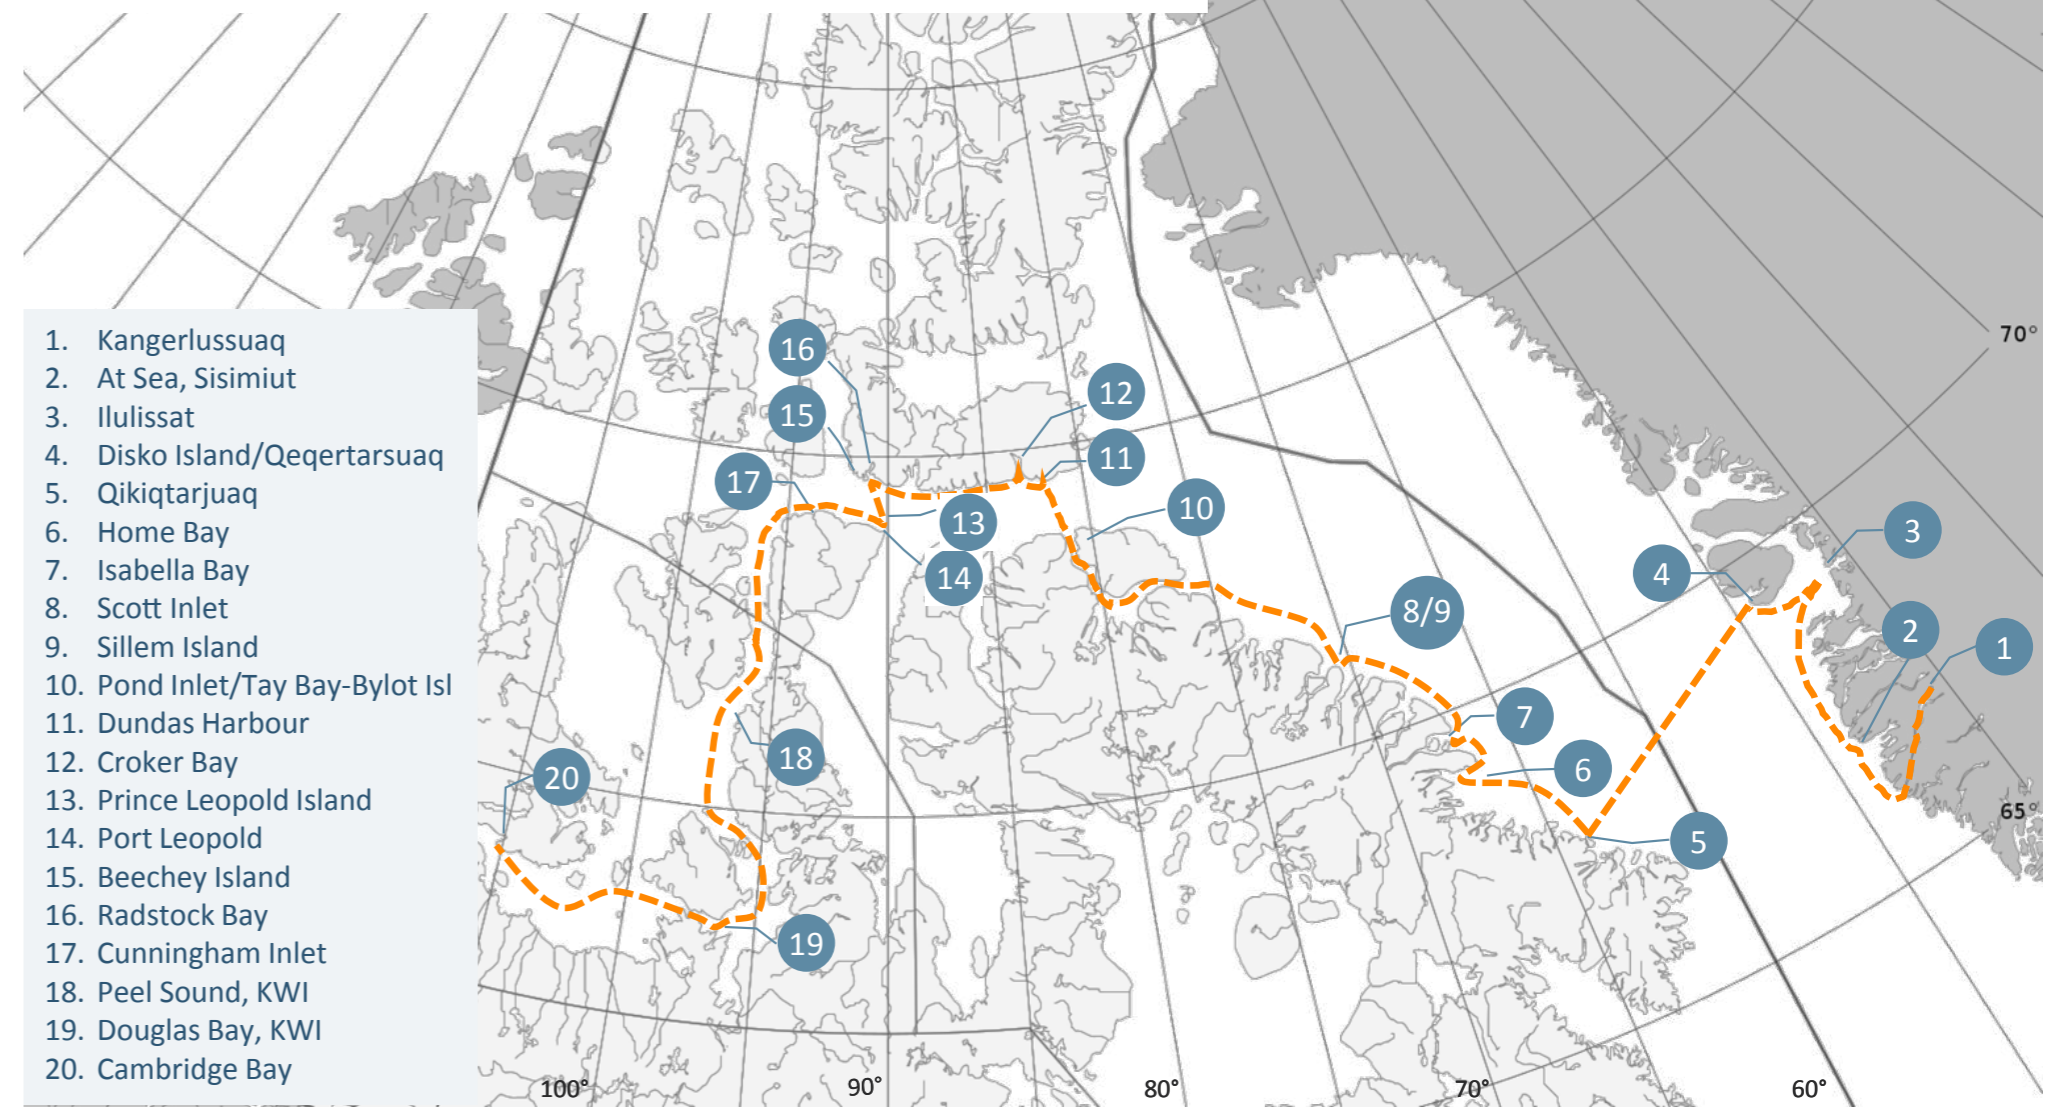 1. Kangerlussuaq
2. At Sea, Sisimiut
3. Ilulissat
4. Disko Island/Qeqertarsuaq
5. Qikiqtarjuaq
6. Home Bay
7. Isabella Bay
8. Scott Inlet
9. Sillem Island
10. Pond Inlet/Tay Bay-Bylot Isl
11. Dundas Harbour
12. Croker Bay
13. Prince Leopold Island
14. Port Leopold
15. Beechey Island
16. Radstock Bay
17. Cunningham Inlet
18. Peel Sound, KWI
19. Douglas Bay, KWI
20. Cambridge Bay
70°
16
12
15
11
17
10
13
3
14
4
8/9
2
1
7
18
6
20
65°
5
19
100°
90°
80°
70°
60°